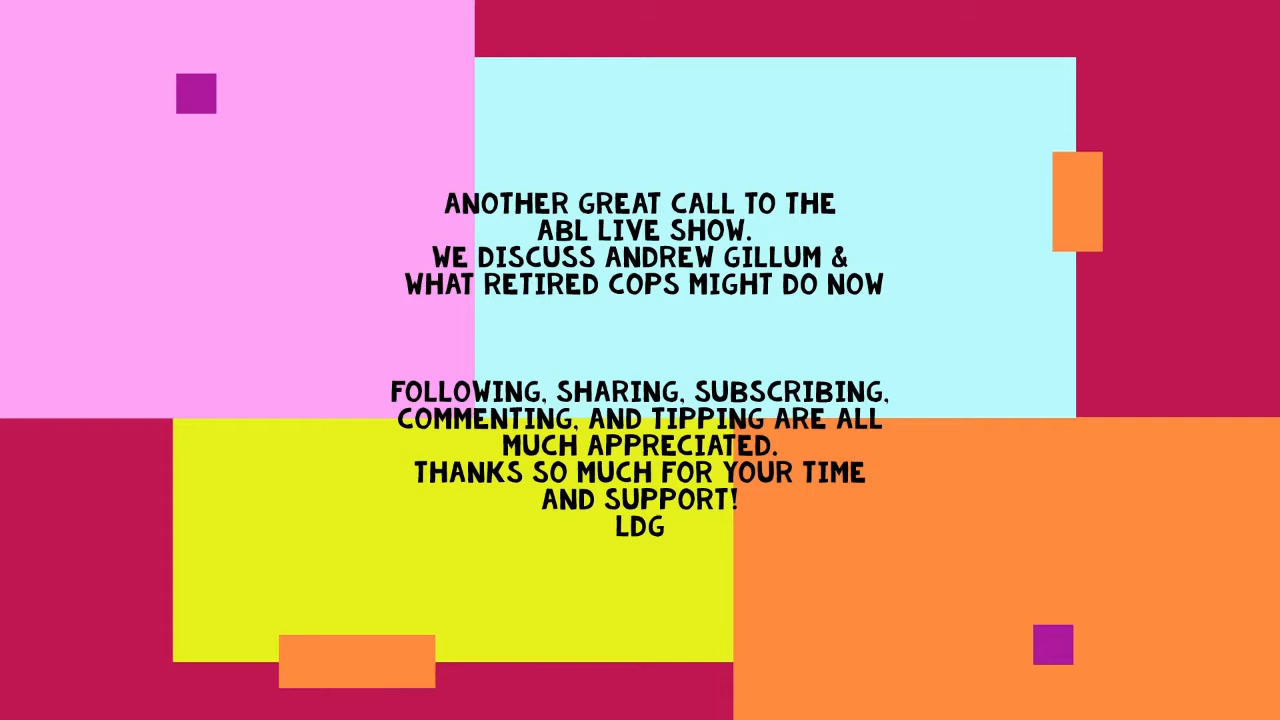 ANOTHER GREAT CALL TO THE
ABL LIVE SHOW.
WE DISCUSS ANDREW GILLUM &
WHAT RETIRED COPS MIGHT DO NOW
FOLLOWING, SHARING, SUBSCRIBING,
COMMENTING, AND TIPPING ARE ALL
MUCH APPRECIATED.
THANKS SO MUCH FOR YOUR TIME
AND SUPPORT!
LDG